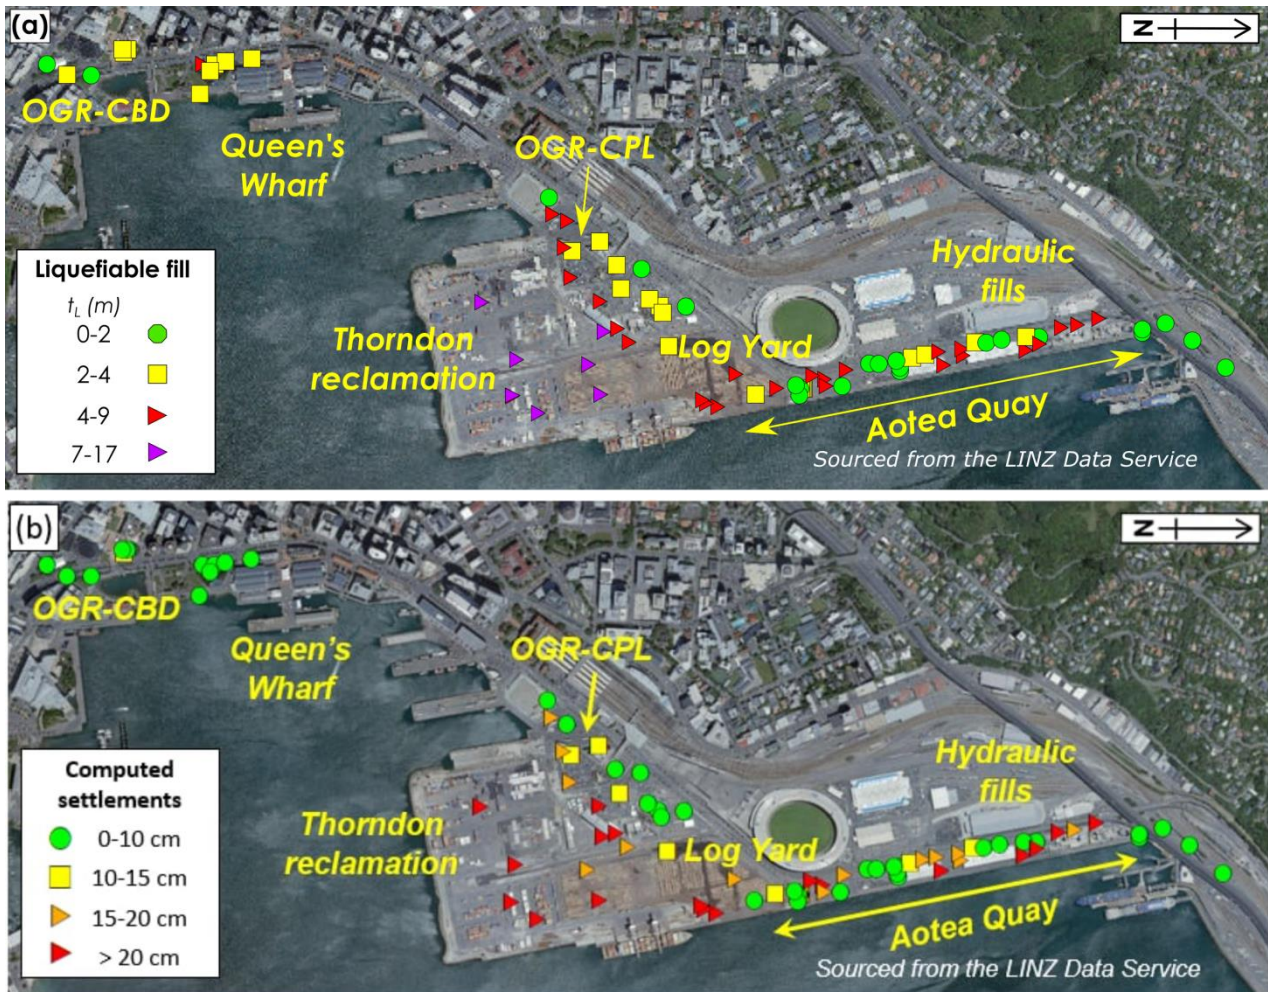 (a)
N
OGR-CBD
Queen's
Wharf
OGR-CPL
Hydraulic
fills
Liquefiable fill
t_L (m)
0-2
2-4
4-9
7-17
Thorndon
reclamation
Log Yard
Aotea Quay
Sourced from the LINZ Data Service
(b)
N
OGR-CBD
Queen's
Wharf
OGR-CPL
Hydraulic
fills
Computed
settlements
0-10 cm
10-15 cm
15-20 cm
> 20 cm
Thorndon
reclamation
Log Yard
Aotea Quay
Sourced from the LINZ Data Service